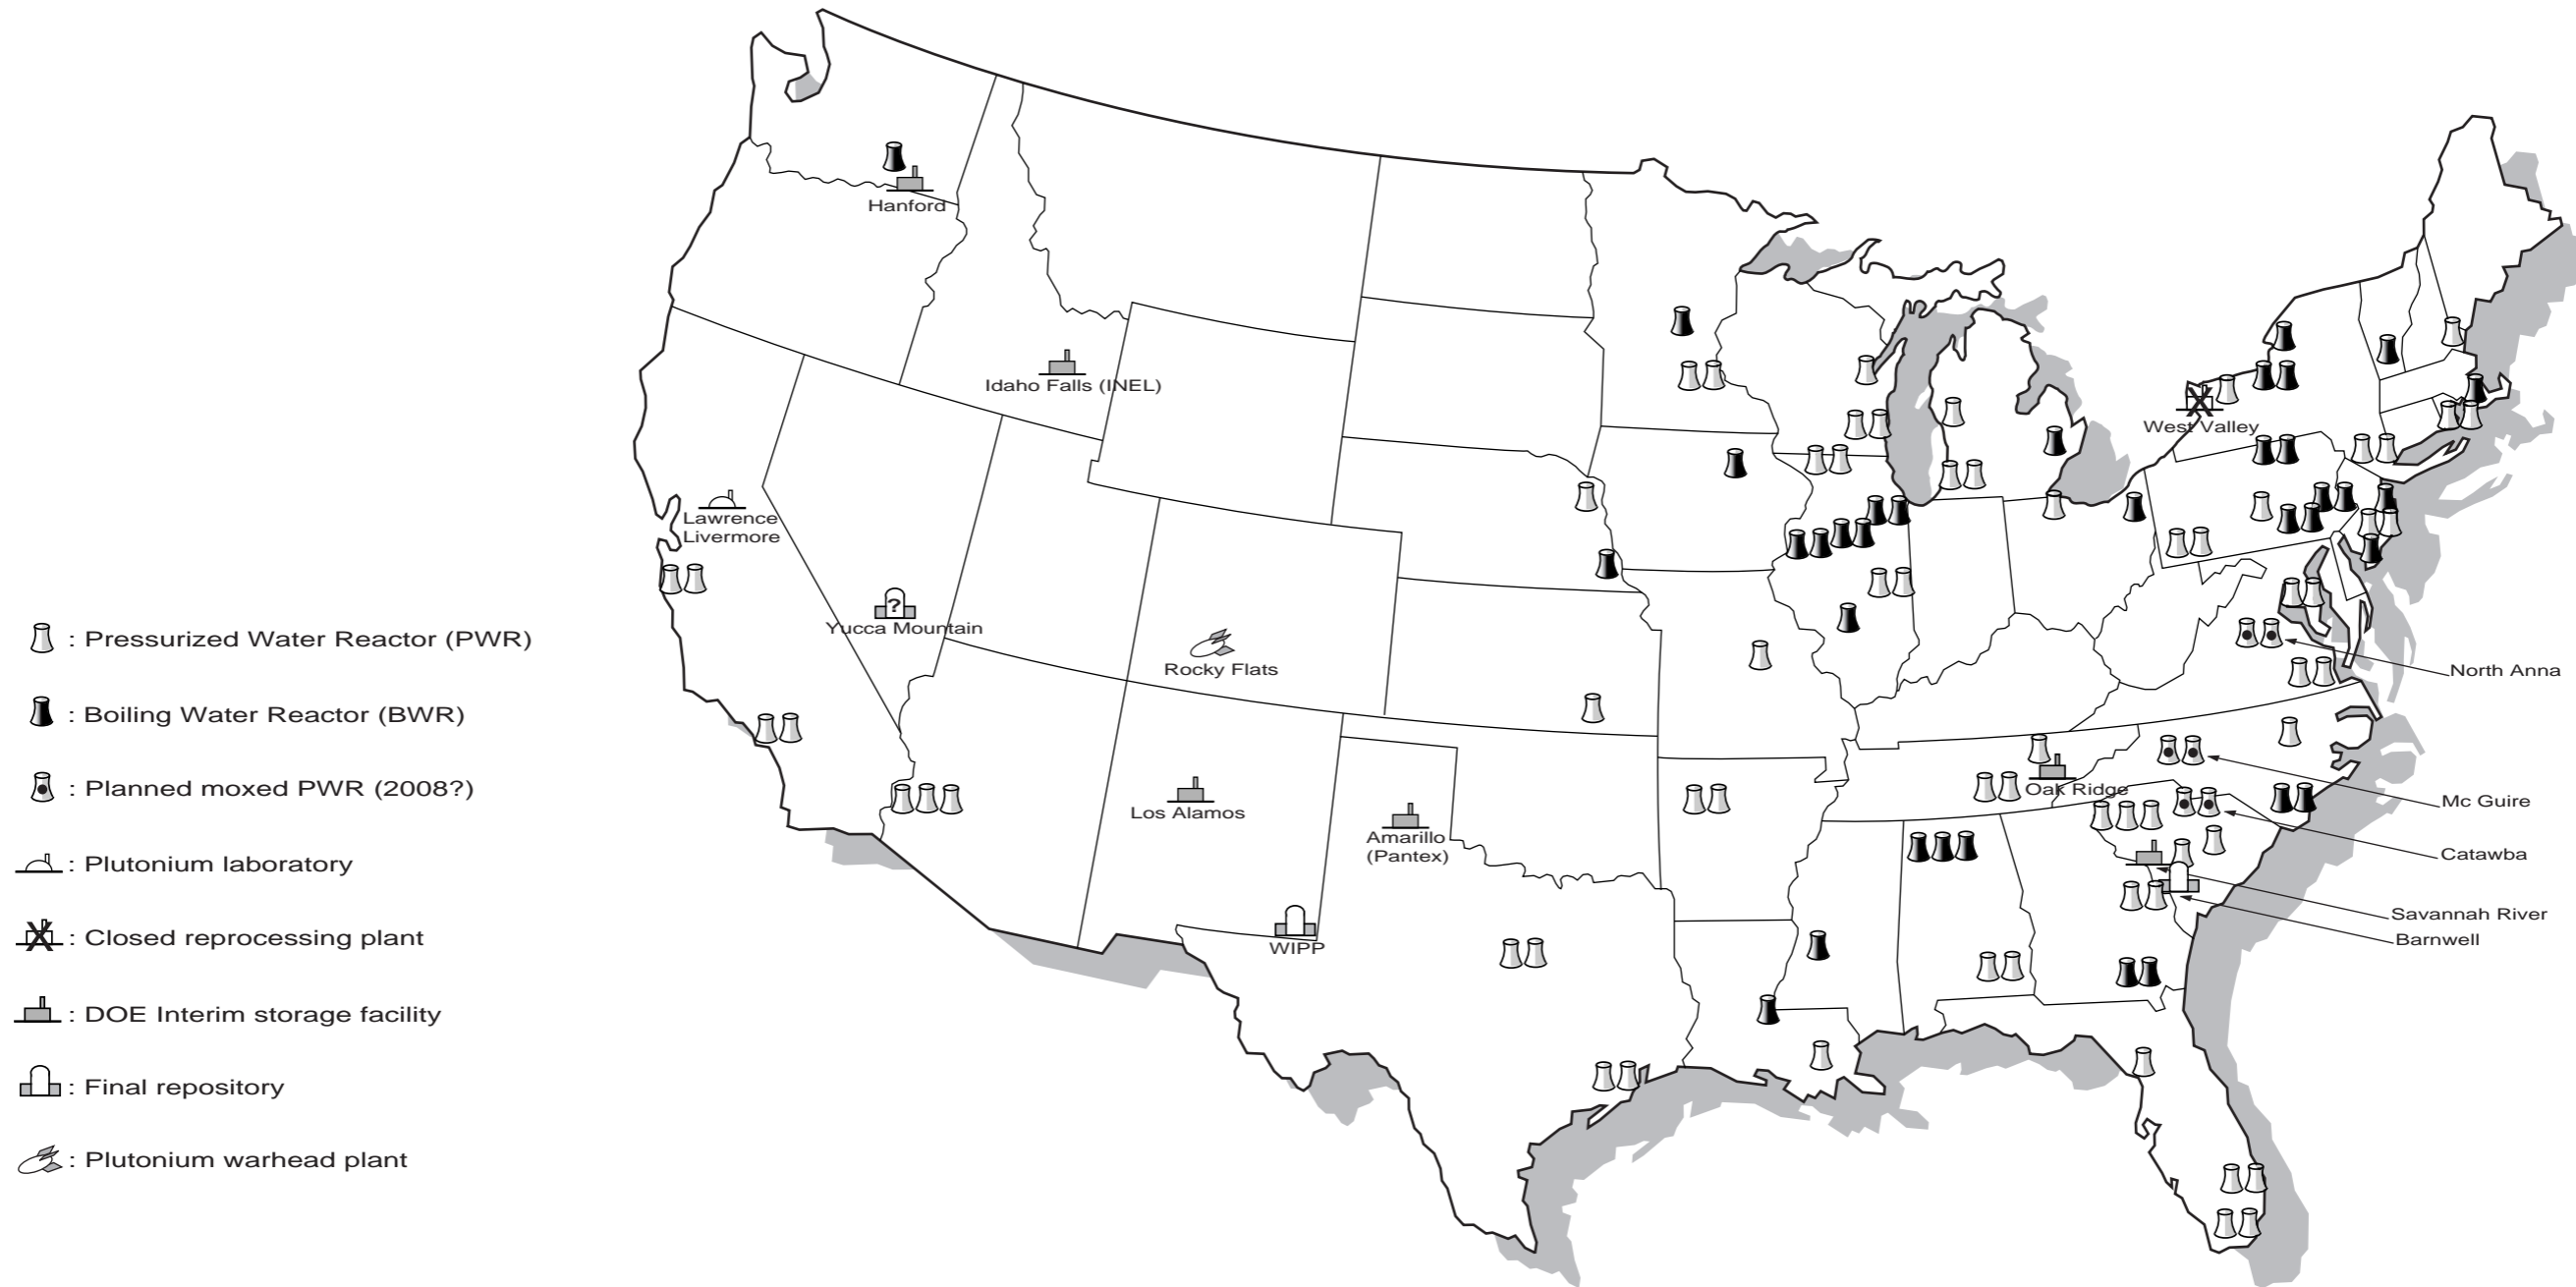 Hanford
Idaho Falls (INEL)
West Valley
Lawrence
Livermore
?
Yucca Mountain
Rocky Flats
: Pressurized Water Reactor (PWR)
: Boiling Water Reactor (BWR)
: Planned moxed PWR (2008?)
: Plutonium laboratory
: Closed reprocessing plant
: DOE Interim storage facility
: Final repository
: Plutonium warhead plant
North Anna
Oak Ridge
Mc Guire
Los Alamos
Amarillo
(Pantex)
Catawba
Savannah River
Barnwell
WIPP